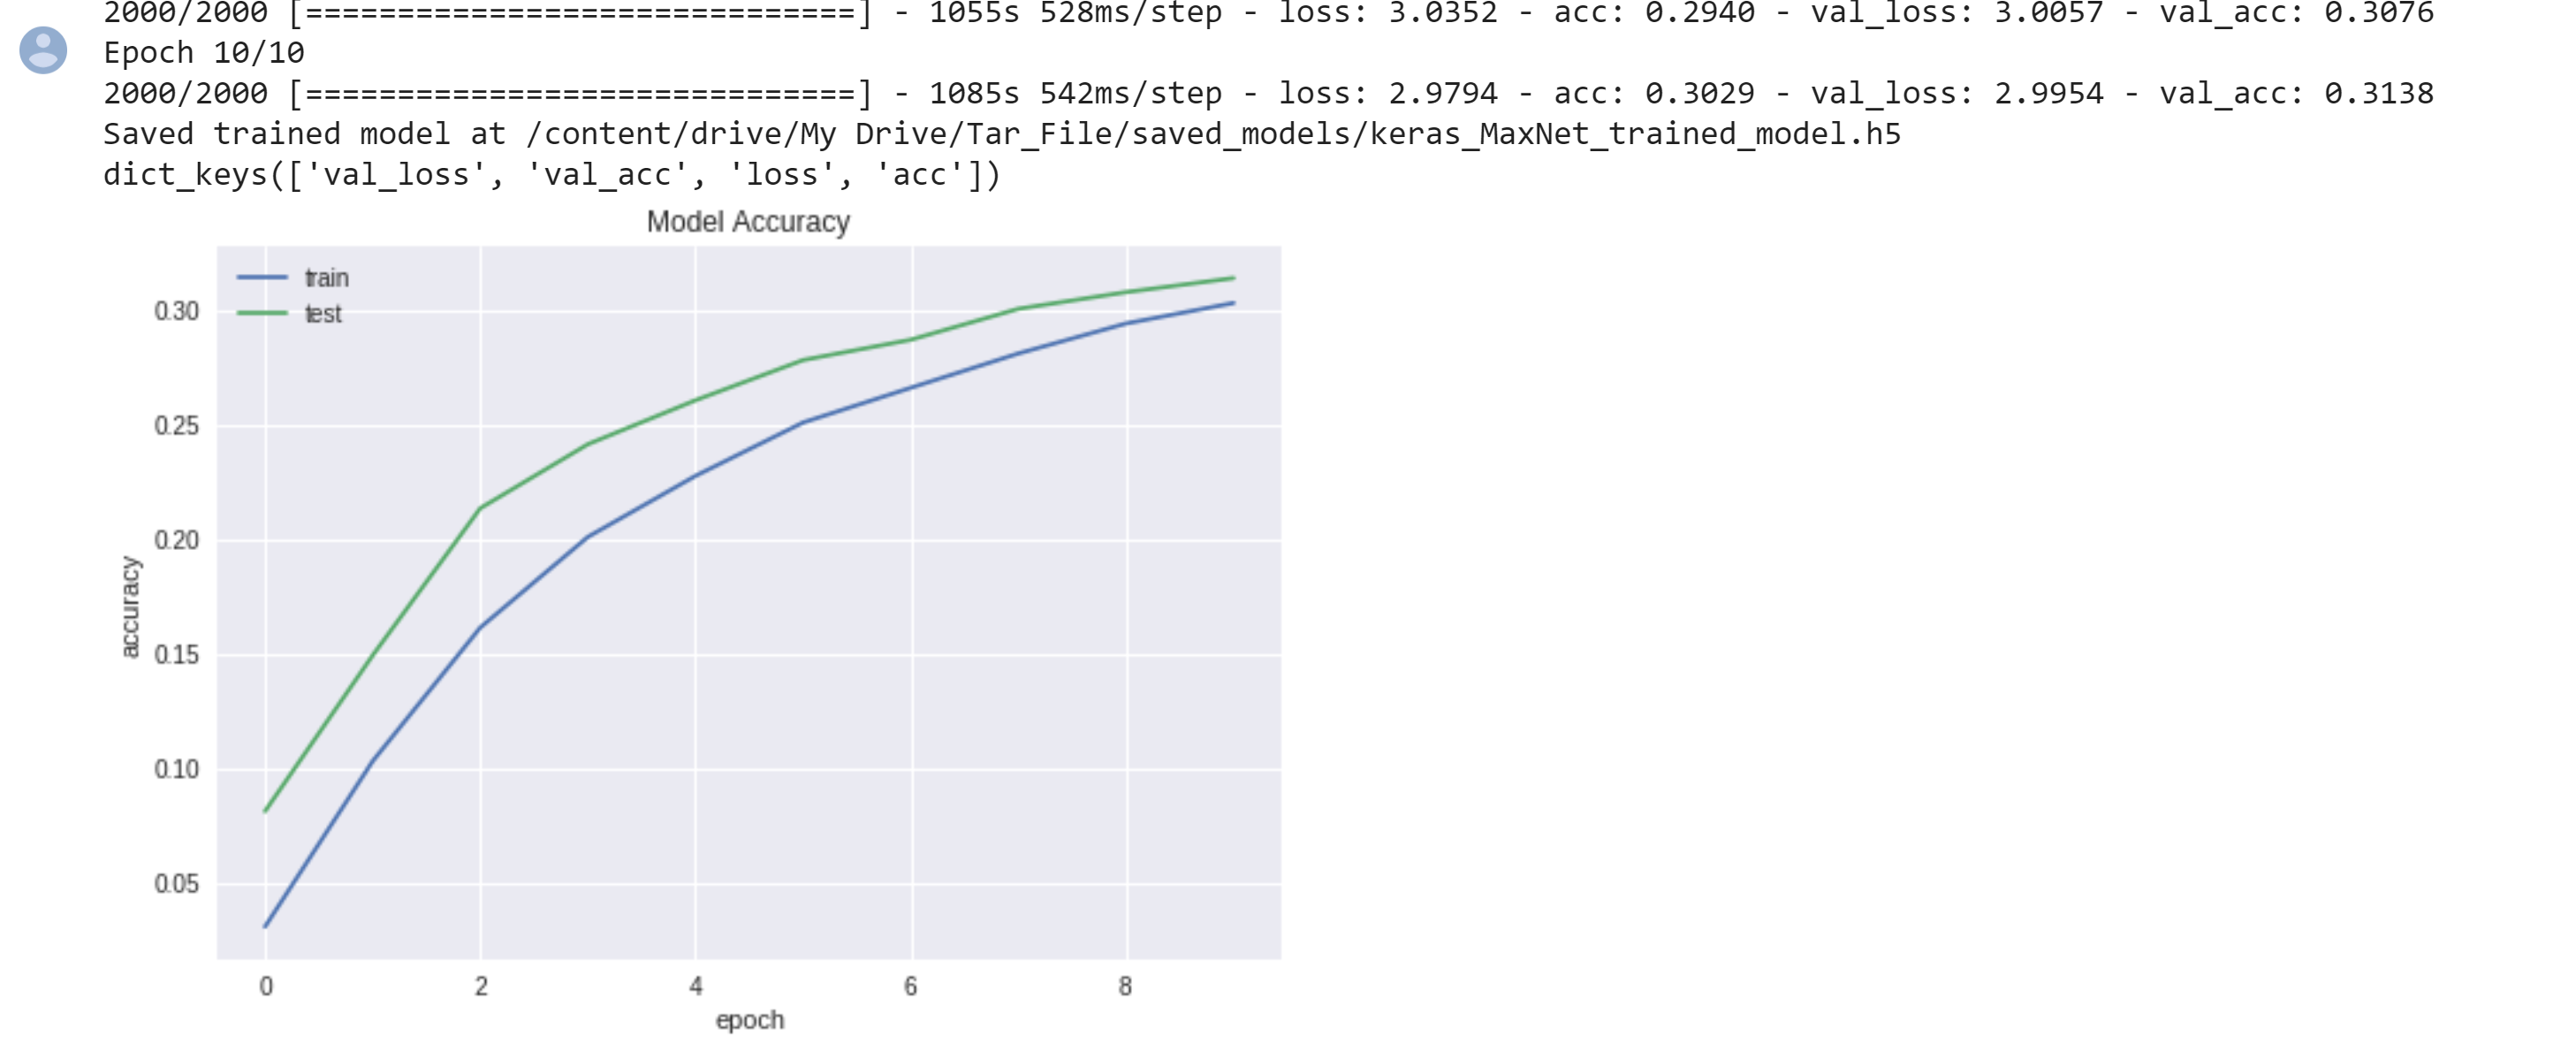 2000/2000 [==============================] - 1055s 528ms/step - loss: 3.0352 - acc: 0.2940 - val_loss: 3.0057 - val_acc: 0.3076
Epoch 10/10
2000/2000 [==============================] - 1085s 542ms/step - loss: 2.9794 - acc: 0.3029 - val_loss: 2.9954 - val_acc: 0.3138
Saved trained model at /content/drive/My Drive/Tar_File/saved_models/keras_MaxNet_trained_model.h5
dict_keys(['val_loss', 'val_acc', 'loss', 'acc'])
Model Accuracy
train
test
0.30
0.25
0.20
0.15
0.10
0.05
accuracy
0 2 4 6 8
epoch